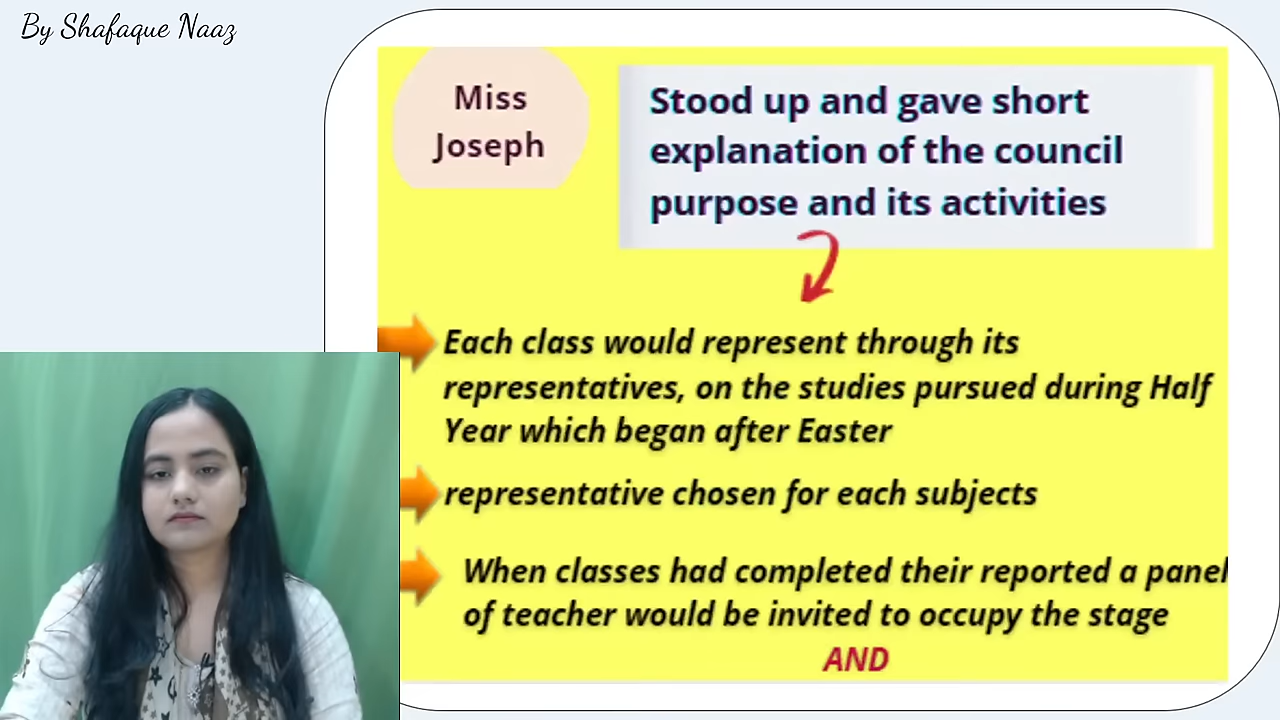 By Shafaque Naaz
Miss
Joseph
Stood up and gave short
explanation of the council
purpose and its activities
Each class would represent through its
representatives, on the studies pursued during Half
Year which began after Easter
representative chosen for each subjects
When classes had completed their reported a panel
of teacher would be invited to occupy the stage
AND